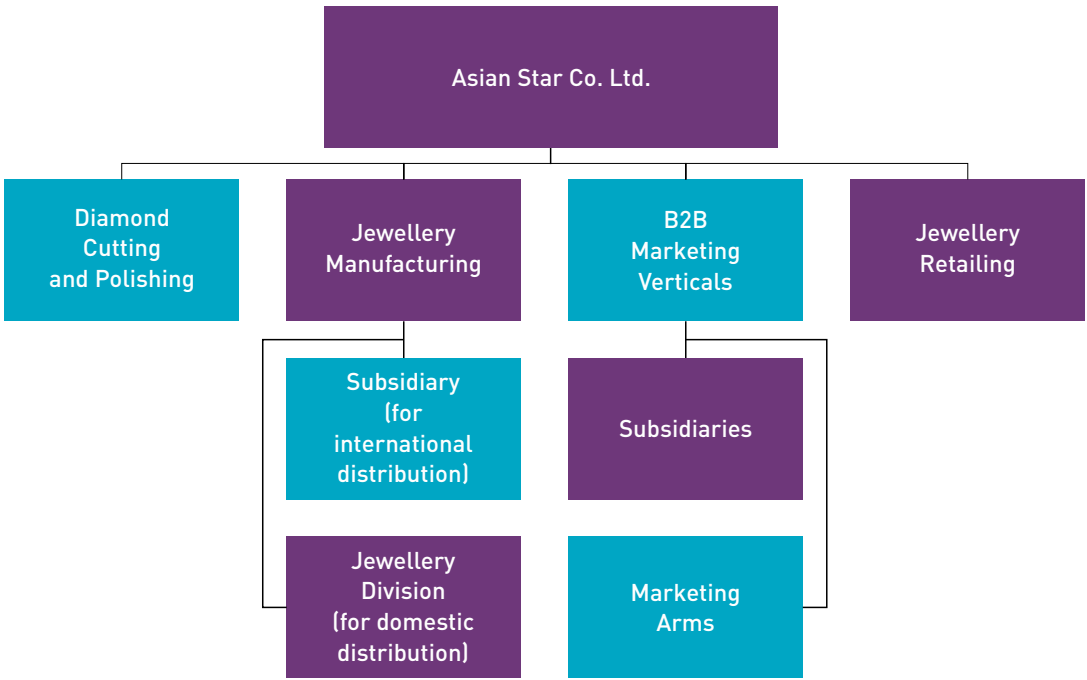 Asian Star Co. Ltd.
Diamond
Cutting
and Polishing
Jewellery
Manufacturing
B2B
Marketing
Verticals
Jewellery
Retailing
Subsidiary
(for
international
distribution)
Subsidiaries
Jewellery
Division
(for domestic
distribution)
Marketing
Arms